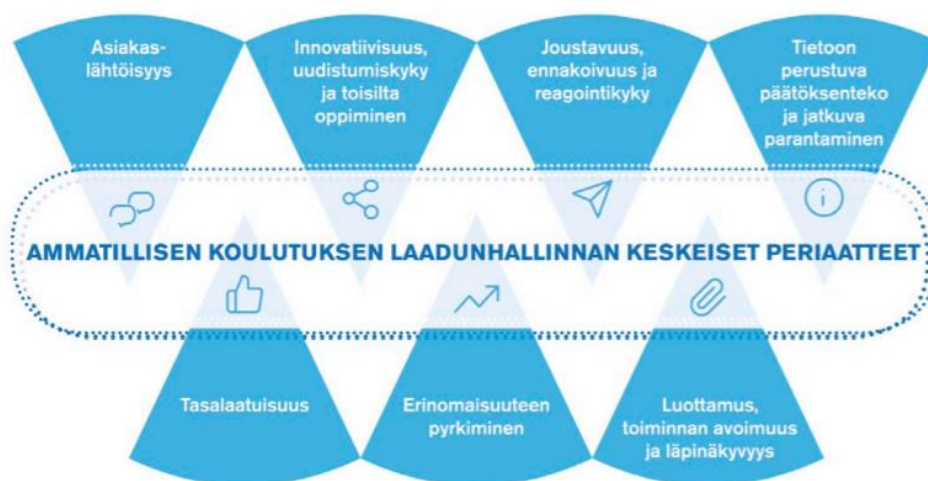 Asiakas-
lähtöisyys
Innovatiivisuus,
uudistumiskyky
ja toisilta
oppiminen
Joustavuus,
ennakoivuus ja
reagointikyky
Tietoon
perustuva
päätöksenteko
ja jatkuva
parantaminen
AMMATILLISEN KOULUTUKSEN LAADUNHALLINNAN KESKEISET PERIAATTEET
Tasalaatuisuus
Erinomaisuuteen
pyrkiminen
Luottamus,
toiminnan avoimuus
ja läpinäkyvyys